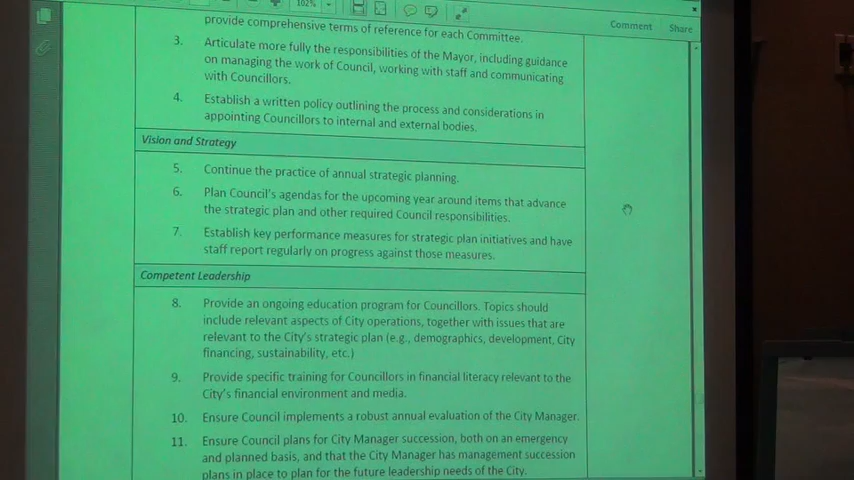 102%
Comment
Share
provide comprehensive terms of reference for each Committee.
3. Articulate more fully the responsibilities of the Mayor, including guidance
on managing the work of Council, working with staff and communicating
with Councillors.
4. Establish a written policy outlining the process and considerations in
appointing Councillors to internal and external bodies.
Vision and Strategy
5. Continue the practice of annual strategic planning.
6. Plan Council's agendas for the upcoming year around items that advance
the strategic plan and other required Council responsibilities.
7. Establish key performance measures for strategic plan initiatives and have
staff report regularly on progress against those measures.
Competent Leadership
8. Provide an ongoing education program for Councillors. Topics should
include relevant aspects of City operations, together with issues that are
relevant to the City's strategic plan (e.g., demographics, development, City
financing, sustainability, etc.)
9. Provide specific training for Councillors in financial literacy relevant to the
City's financial environment and media.
10. Ensure Council implements a robust annual evaluation of the City Manager.
11. Ensure Council plans for City Manager succession, both on an emergency
and planned basis, and that the City Manager has management succession
plans in place to plan for the future leadership needs of the City.